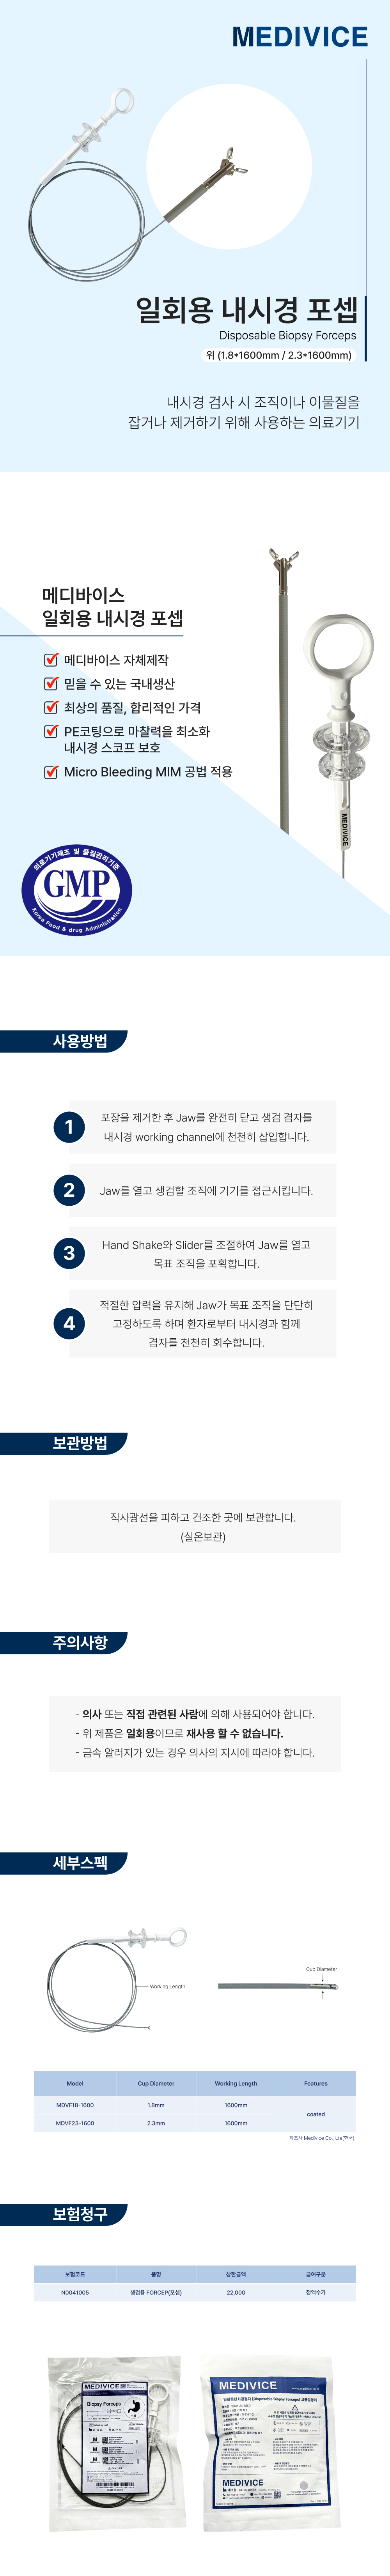 MEDIVICE
일회용 내시경 포셉
Disposable Biopsy Forceps
위 (1.8*1600mm / 2.3*1600mm)
내시경 검사 시 조직이나 이물질을
잡거나 제거하기 위해 사용하는 의료기기
메디바이스
일회용 내시경 포셉
메디바이스 자체제작
믿을 수 있는 국내생산
최상의 품질, 합리적인 가격
PE코팅으로 마찰력을 최소화
내시경 스코프 보호
Micro Bleeding MIM 공법 적용
MEDIVICE
의료기기제조 및 품질관리기준
GMP
Korea Food & drug Administration
사용방법
1
포장을 제거한 후 Jaw를 완전히 닫고 생검 겸자를
내시경 working channel에 천천히 삽입합니다.
2
Jaw를 열고 생검할 조직에 기기를 접근시킵니다.
3
Hand Shake와 Slider를 조절하여 Jaw를 열고
목표 조직을 포획합니다.
4
적절한 압력을 유지해 Jaw가 목표 조직을 단단히
고정하도록 하며 환자로부터 내시경과 함께
겸자를 천천히 회수합니다.
보관방법
직사광선을 피하고 건조한 곳에 보관합니다.
(실온보관)
주의사항
- 의사 또는 직접 관련된 사람에 의해 사용되어야 합니다.
- 위 제품은 일회용이므로 재사용 할 수 없습니다.
- 금속 알러지가 있는 경우 의사의 지시에 따라야 합니다.
세부스펙
Working Length
Cup Diameter
Model Cup Diameter Working Length Features
MDVF18-1600 1.8mm 1600mm
coated
MDVF23-1600 2.3mm 1600mm
제조사 Medivice Co., Lte(한국)
보험청구
보험코드 품명 상한금액 급여구분
N0041005 생검용 FORCEP(포셉) 22,000 정액수가
MEDIVICE
Biopsy Forceps
MEDIVICE
www.medivice.com
MEDIVICE